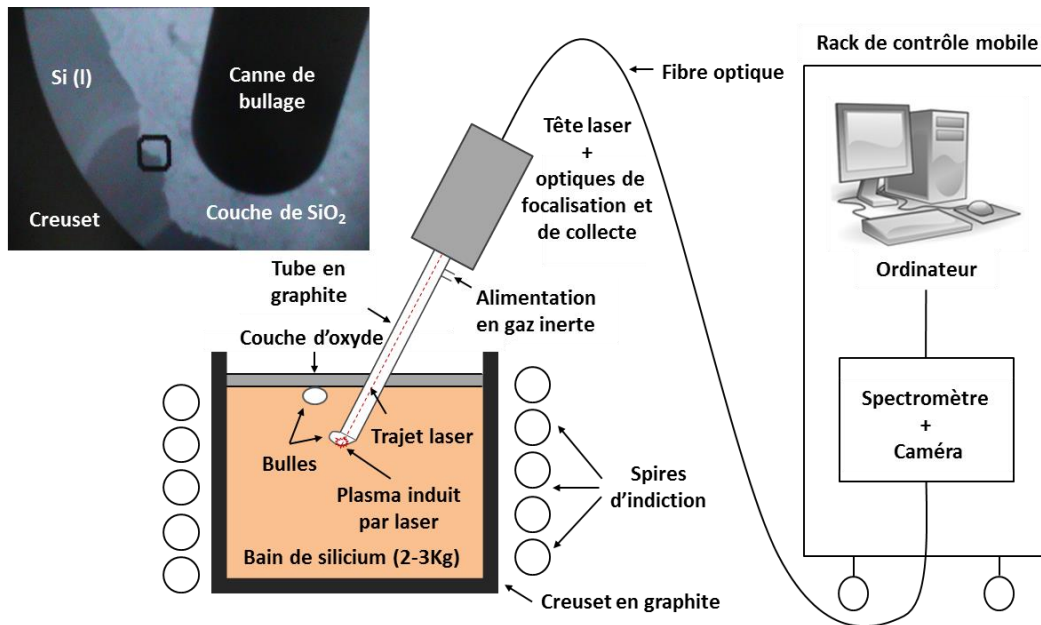 Si (l)
Canne de
bullage
Creuset
Couche de SiO₂
Rack de contrôle mobile
Fibre optique
Tête laser
+
optiques de
focalisation et
de collecte
Ordinateur
Tube en
graphite
Alimentation
en gaz inerte
Couche d'oxyde
Spectromètre
+
Caméra
Trajet laser
Bulles
Plasma induit
par laser
Spires
d'indiction
Bain de silicium (2-3Kg)
Creuset en graphite